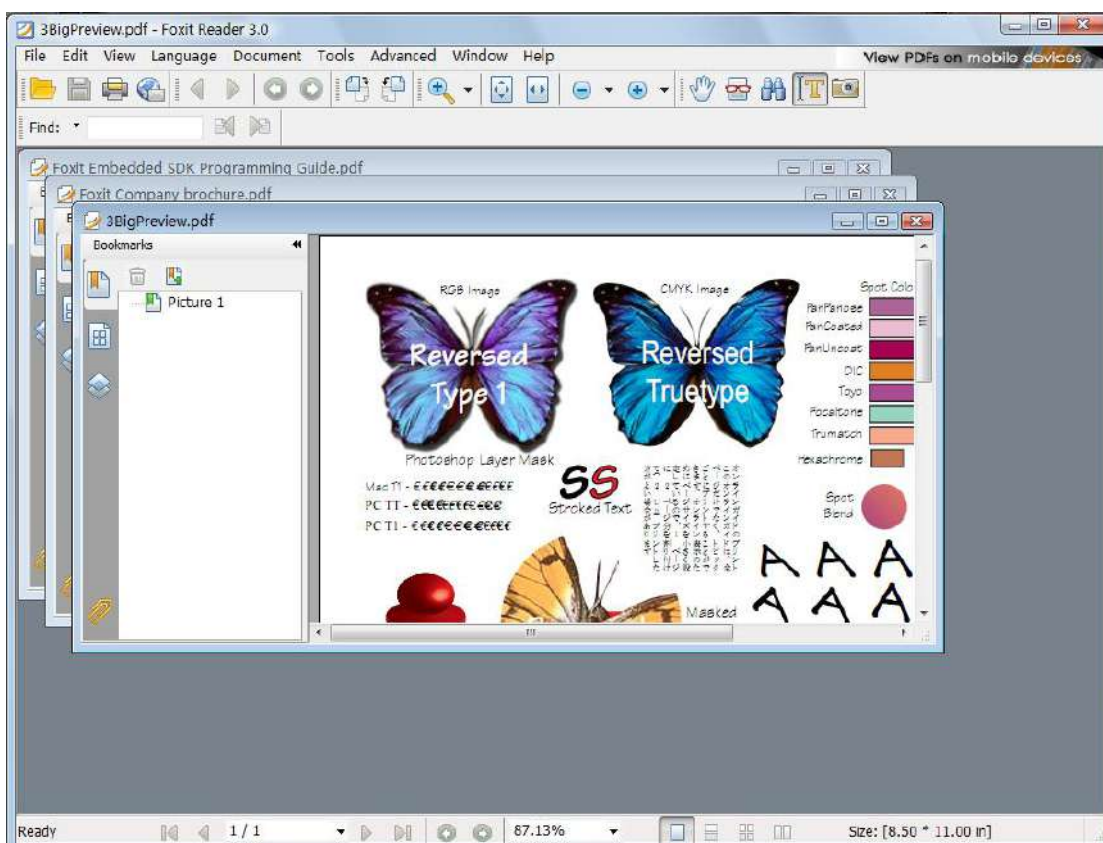 3BigPreview.pdf - Foxit Reader 3.0
File Edit View Language Document Tools Advanced Window Help
View PDFs on mobile devices
Find:
Foxit Embedded SDK Programming Guide.pdf
Foxit Company brochure.pdf
3BigPreview.pdf
Bookmarks
Picture 1
RGB Image
Reversed
Type 1
Photoshop Layer Mask
CMYK Image
Reversed
Truetype
Spot Colo
PanPanose
PanCoated
PanUncoat
DIC
Toyo
Focaltone
Trumatch
Hexachrome
Mac T1 -
PC TT -
PC T1 -
SS
Stroked Text
Spot
Blend
A A A
A A A
Masked
Ready
1 / 1
87.13%
Size: [8.50 * 11.00 in]